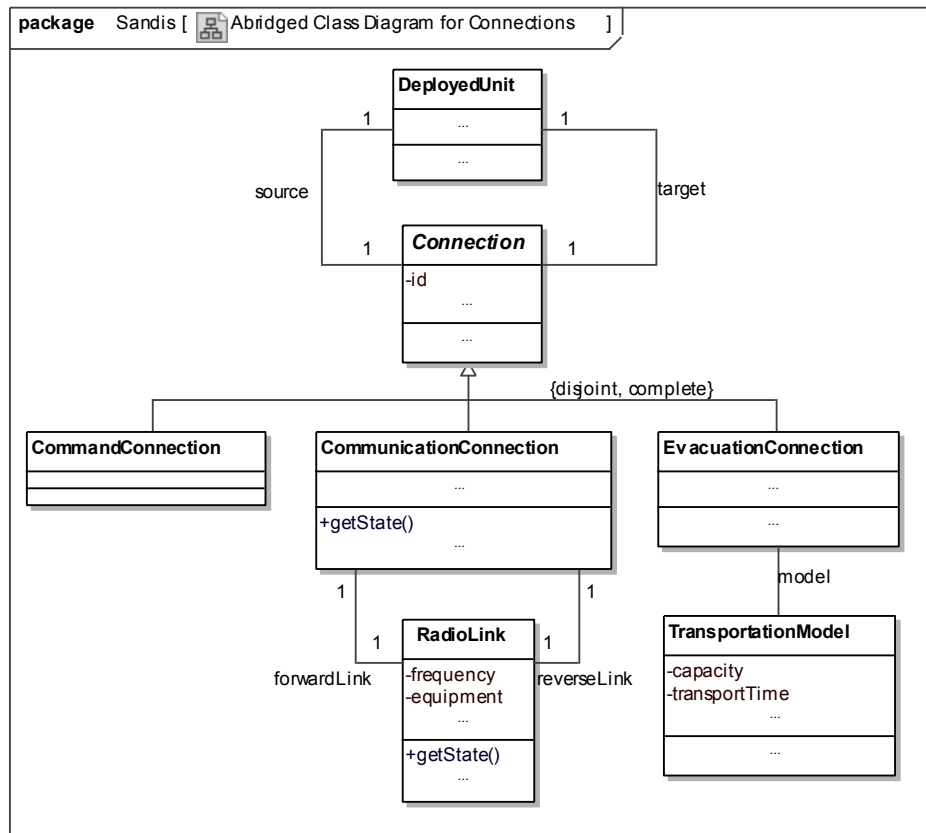 package Sandis [ Abridged Class Diagram for Connections ]
DeployedUnit
1 ... 1
...
source
target
Connection
1 1
-id
...
...
{disjoint, complete}
CommandConnection
CommunicationConnection
...
+getState()
...
EvacuationConnection
...
...
model
1 1
1 1
forwardLink
reverseLink
RadioLink
-frequency
-equipment
...
+getState()
...
TransportationModel
-capacity
-transportTime
...
...